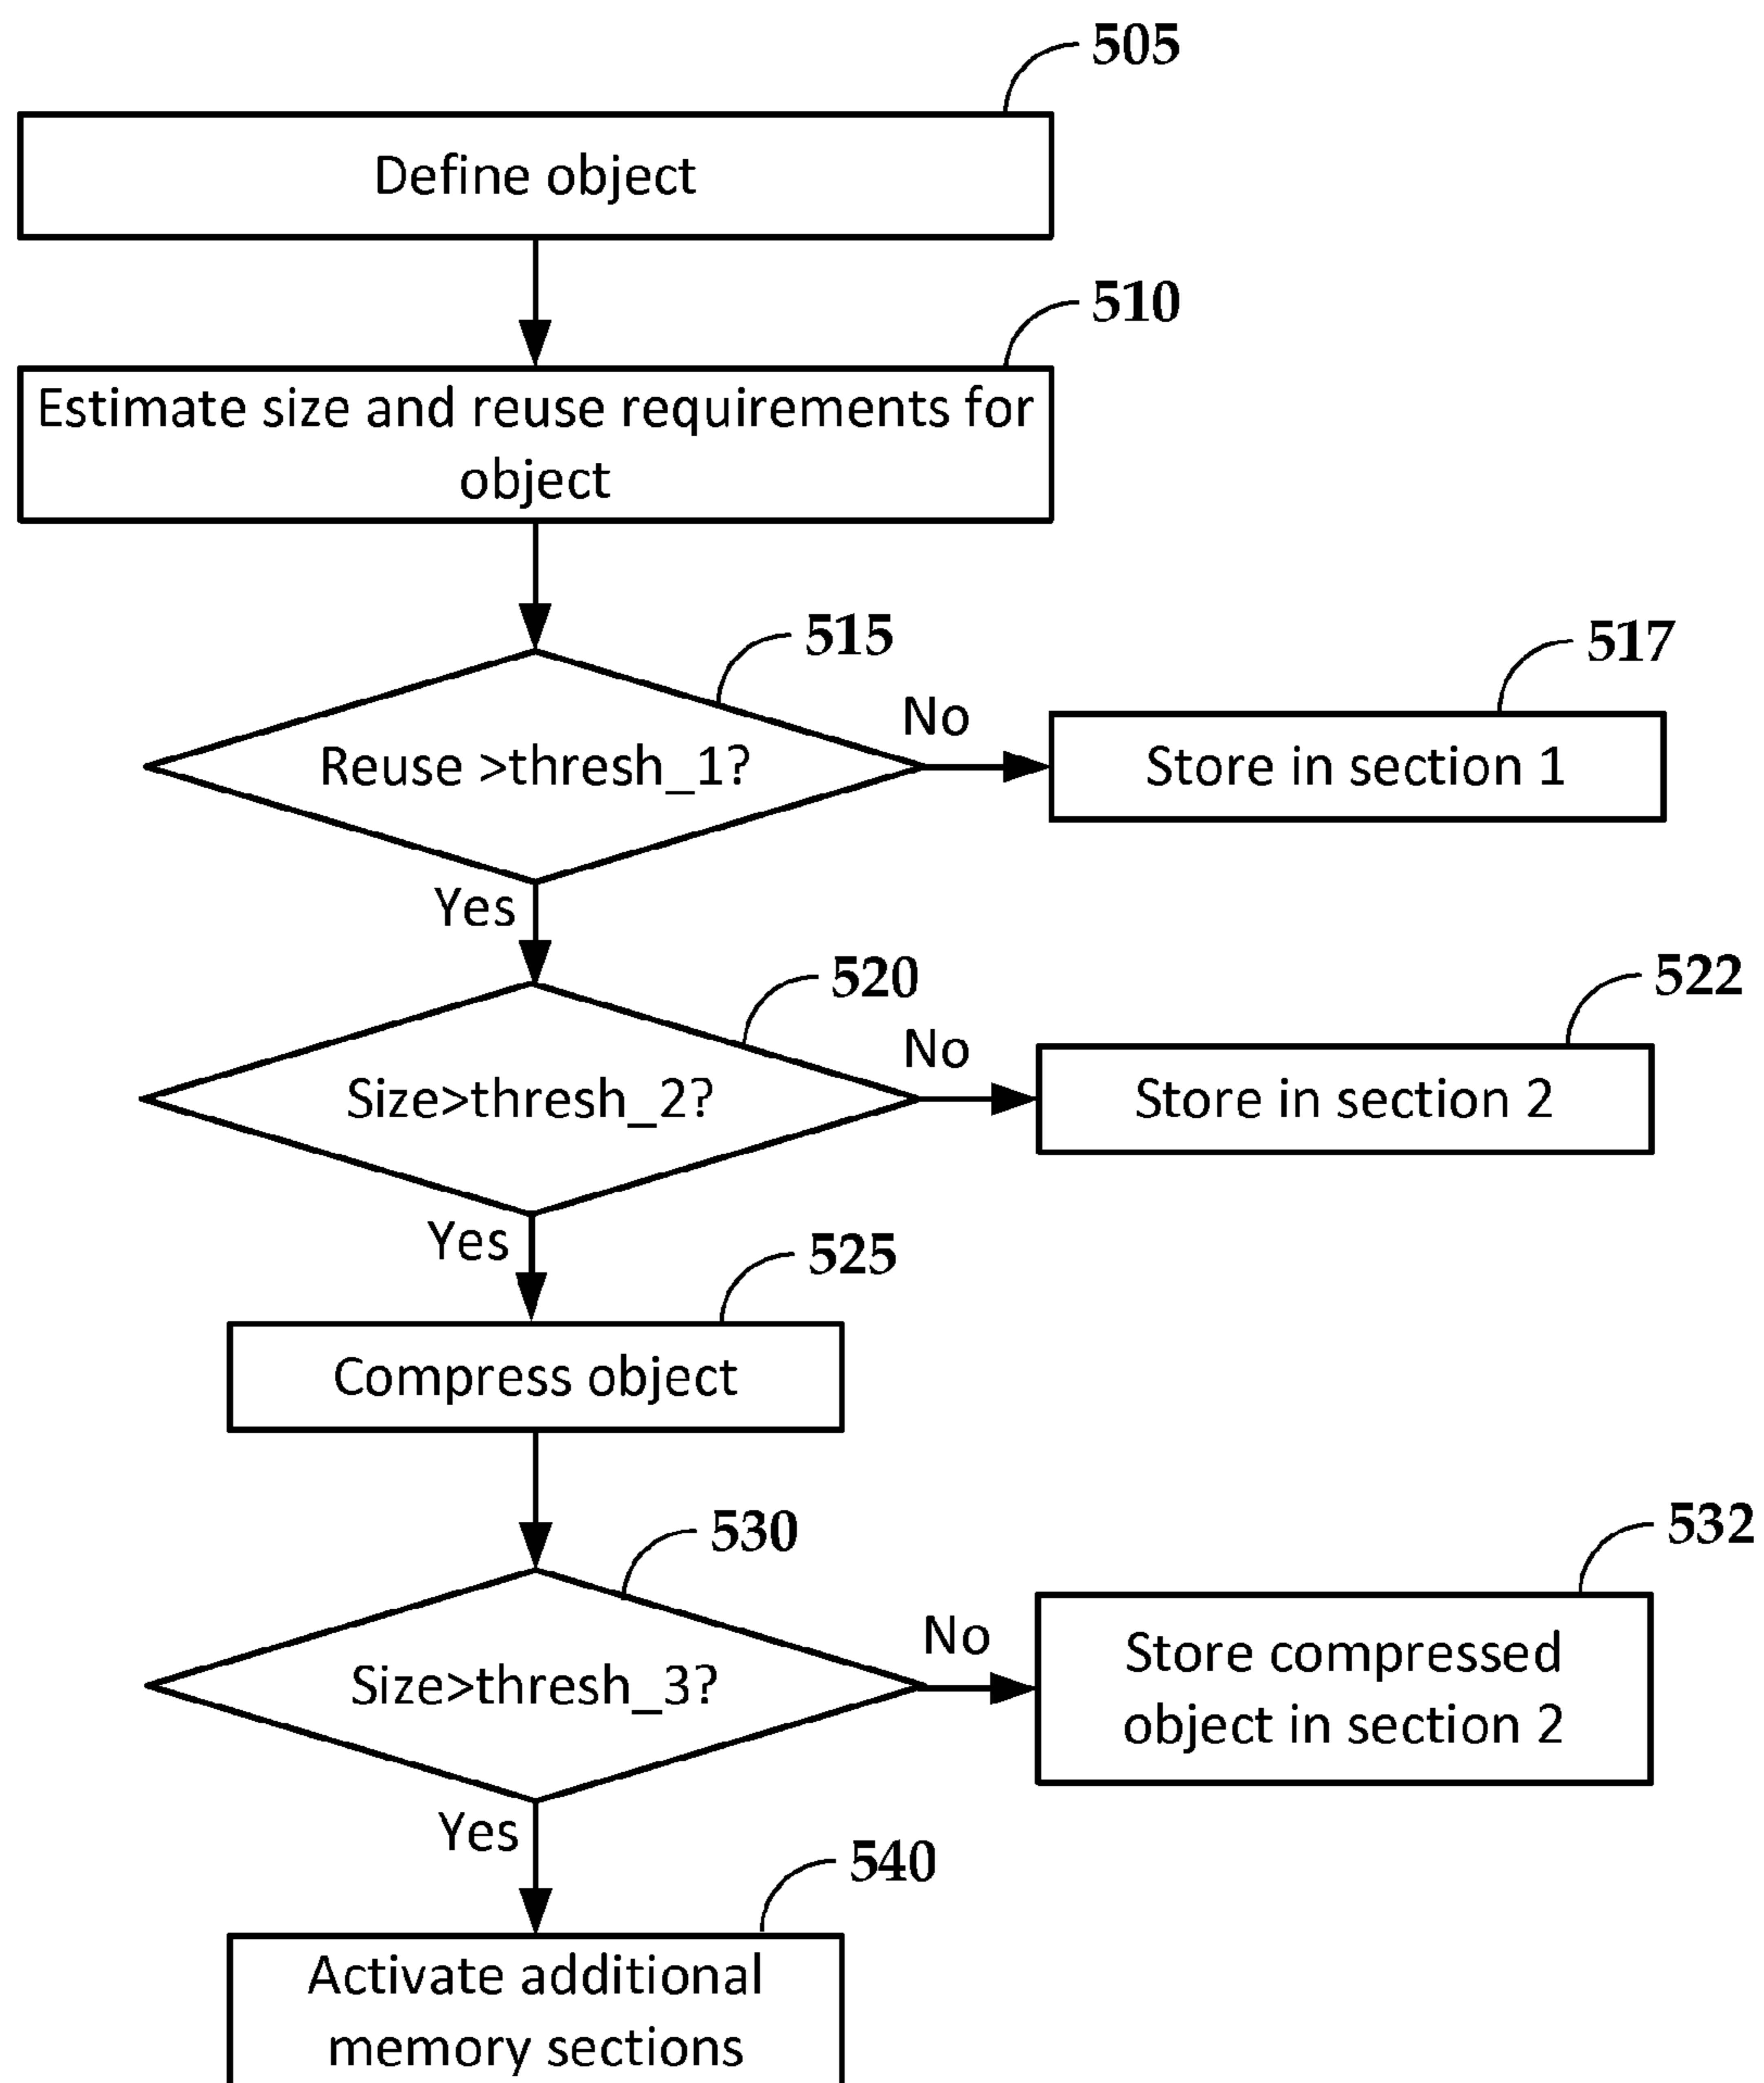 505
Define object
510
Estimate size and reuse requirements for
object
515
517
Reuse >thresh_1?
No
Store in section 1
Yes
520
522
Size>thresh_2?
No
Store in section 2
Yes
525
Compress object
530
532
Size>thresh_3?
No
Store compressed
object in section 2
Yes
540
Activate additional
memory sections